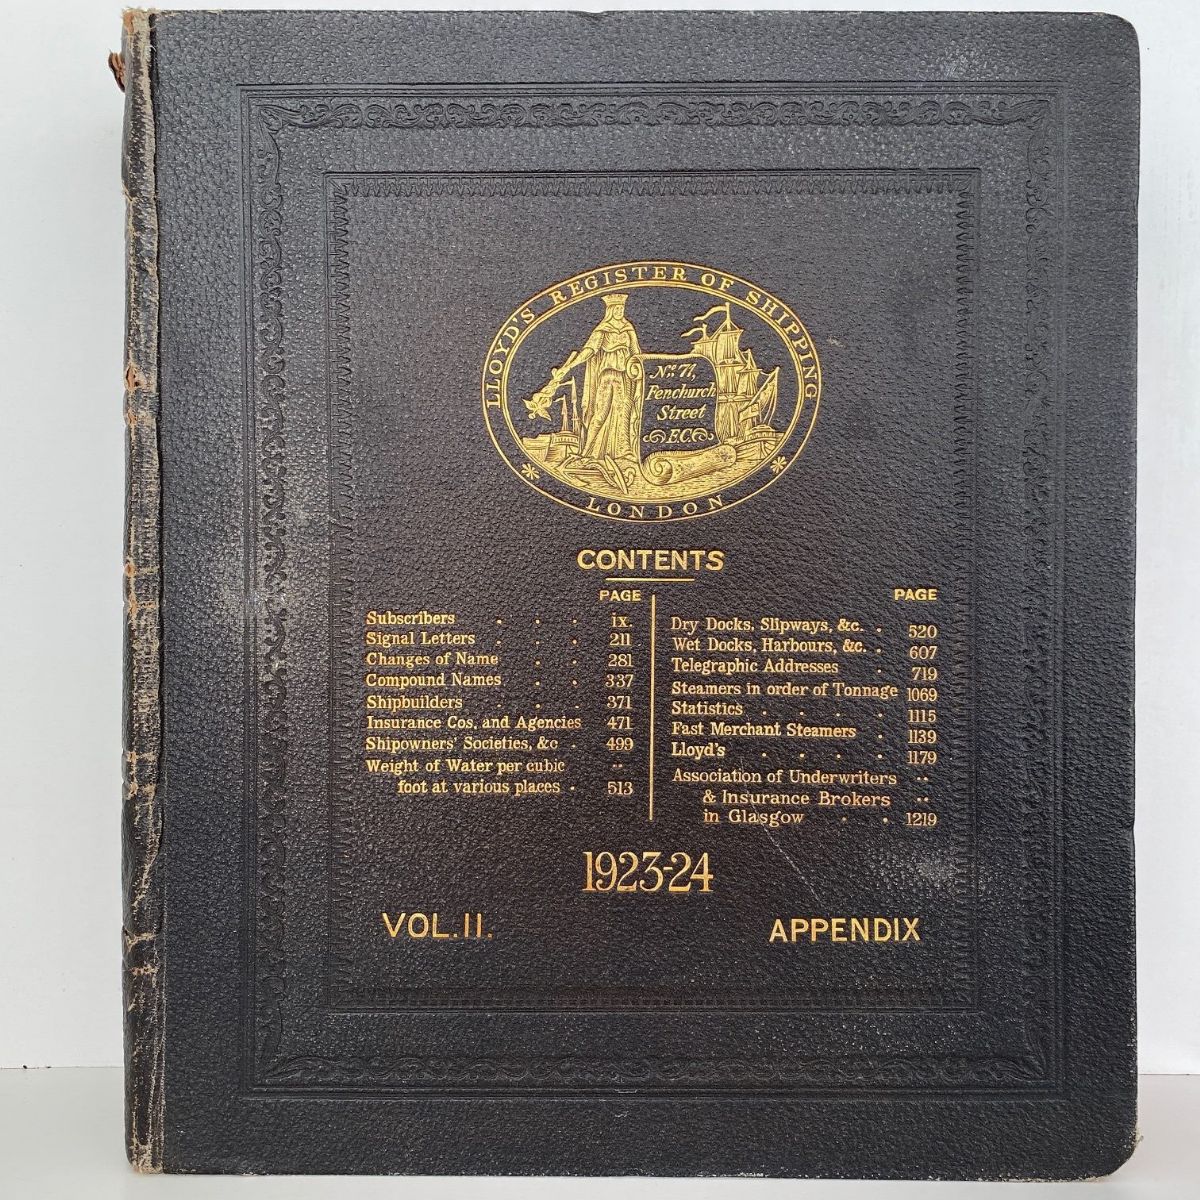 LLOYD'S REGISTER OF SHIPPING
No. 71,
Fenchurch
Street
E.C.
* LONDON *
CONTENTS
PAGE
Subscribers . . . ix.
Signal Letters . . . 211
Changes of Name . . 281
Compound Names . . 337
Shipbuilders . . . 371
Insurance Cos. and Agencies 471
Shipowners' Societies, &c . 499
Weight of Water per cubic ..
foot at various places . 513
PAGE
Dry Docks, Slipways, &c. . 520
Wet Docks, Harbours, &c. . 607
Telegraphic Addresses . 719
Steamers in order of Tonnage 1069
Statistics . . . . 1115
Fast Merchant Steamers . 1139
Lloyd's . . . . 1179
Association of Underwriters ..
& Insurance Brokers ..
in Glasgow . . 1219
1923-24
VOL. II. APPENDIX